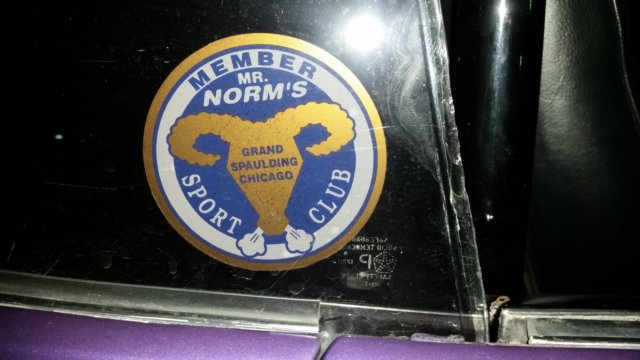 MEMBER
MR.
NORM'S
GRAND
SPAULDING
CHICAGO
SPORT CLUB